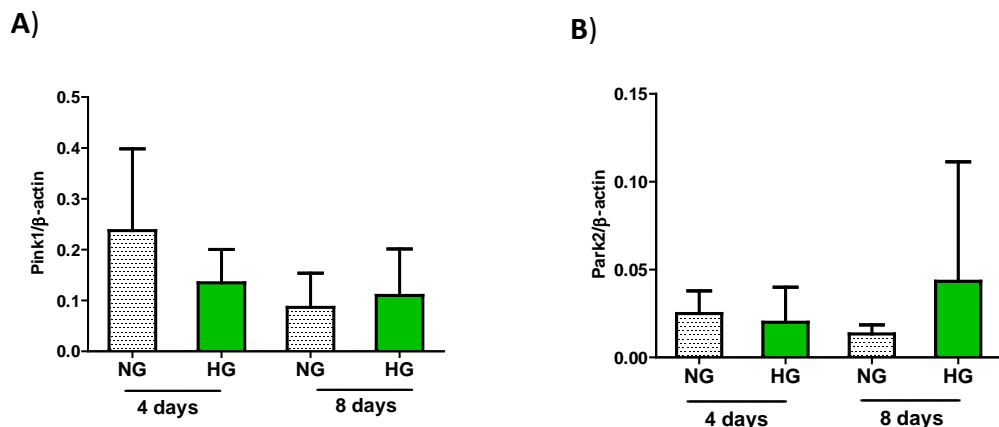 A)
Pink1/β-actin
0.5
0.4
0.3
0.2
0.1
0.0
NG HG NG HG
4 days 8 days
B)
Park2/β-actin
0.15
0.10
0.05
0.00
NG HG NG HG
4 days 8 days